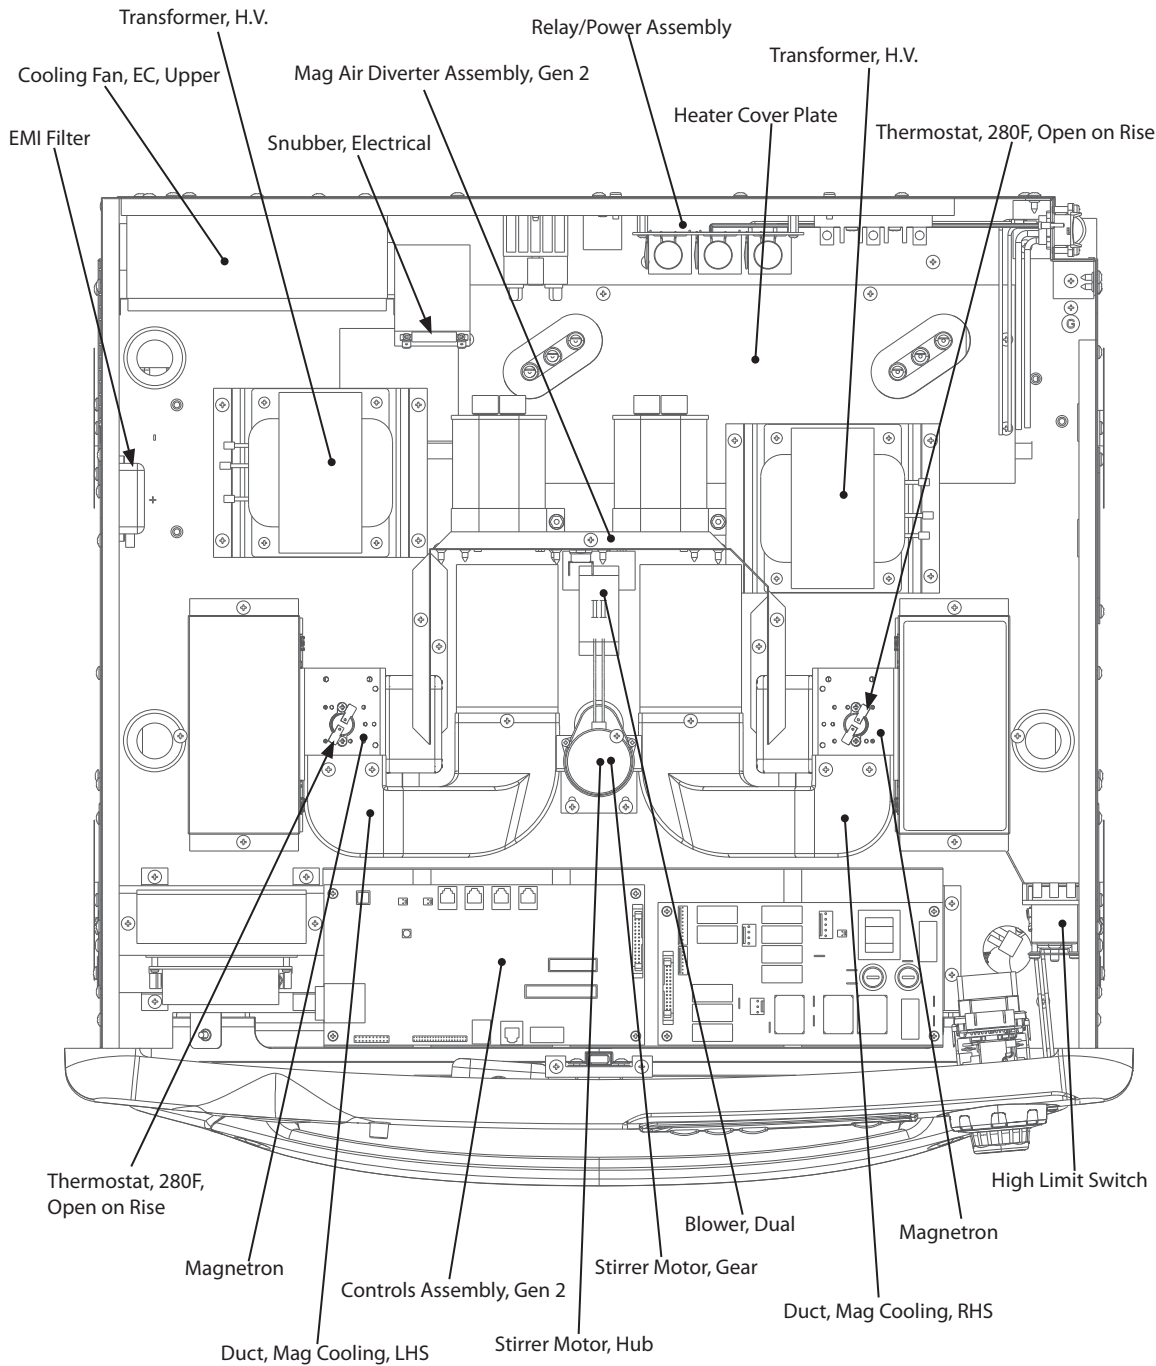 Transformer, H.V.
Relay/Power Assembly
Transformer, H.V.
Cooling Fan, EC, Upper
Mag Air Diverter Assembly, Gen 2
Heater Cover Plate
EMI Filter
Snubber, Electrical
Thermostat, 280F, Open on Rise
G
-
+
Thermostat, 280F,
Open on Rise
High Limit Switch
Blower, Dual
Magnetron
Magnetron
Stirrer Motor, Gear
Controls Assembly, Gen 2
Duct, Mag Cooling, RHS
Duct, Mag Cooling, LHS
Stirrer Motor, Hub